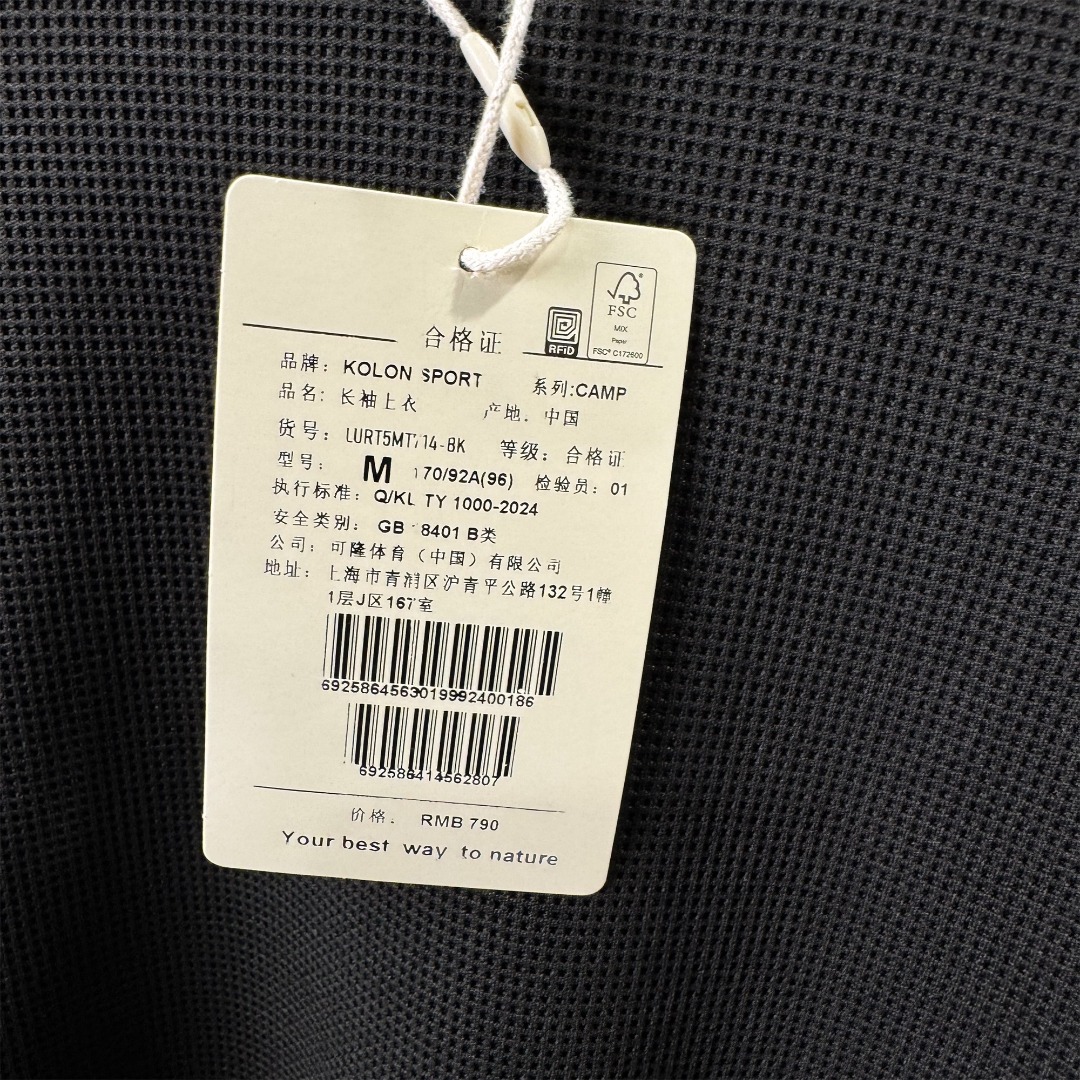 合格证
RFiD
FSC
MIX
Paper
FSC® C172600
品牌: KOLON SPORT 系列:CAMP
品名: 长袖上衣 产地: 中国
货号: 等级: 合格证
型号: M 170/92A(96) 检验员: 01
执行标准: Q/KL TY 1000-2024
安全类别: GB 18401 B类
公司: 可隆体育（中国）有限公司
地址: 上海市青浦区沪青平公路132号1幢
1层J区167室
6925864563019992400186
692586414562807
价格: RMB 790
Your best way to nature